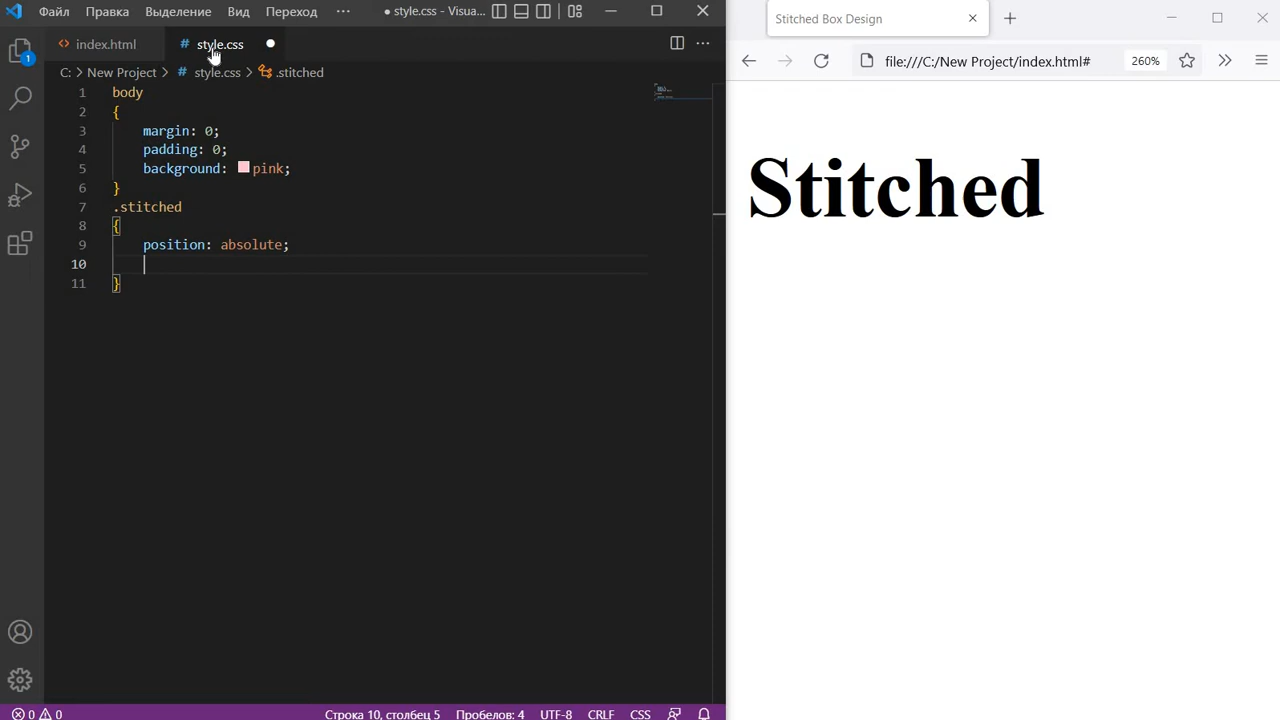 Файл Правка Выделение Вид Переход ··· ● style.css - Visua...
index.html # style.css
C: > New Project > # style.css > .stitched
1 body
2 {
3 margin: 0;
4 padding: 0;
5 background: pink;
6 }
7 .stitched
8 {
9 position: absolute;
10
11 }
1
0 0 Строка 10, столбец 5 Пробелов: 4 UTF-8 CRLF CSS
Stitched Box Design
file:///C:/New Project/index.html# 260%
Stitched